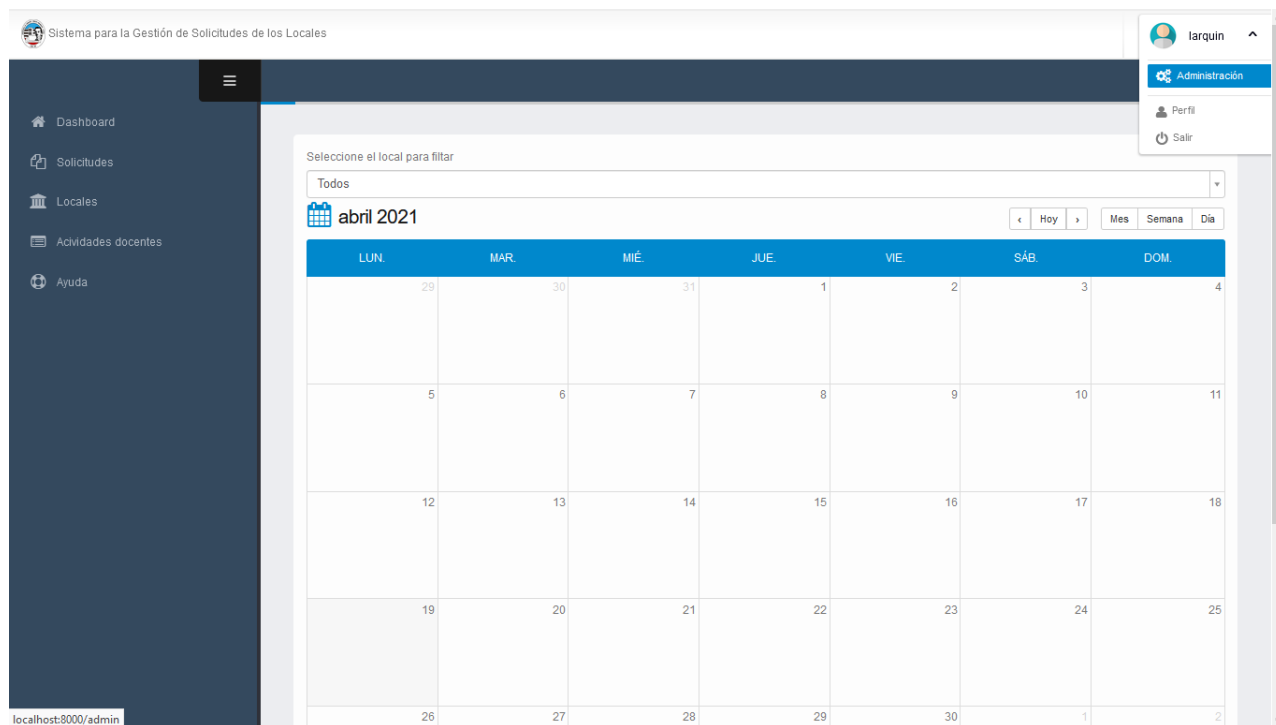 Sistema para la Gestión de Solicitudes de los Locales
larquin
Administración
Perfil
Salir
Dashboard
Solicitudes
Locales
Acividades docentes
Ayuda
Seleccione el local para filtar
Todos
abril 2021
‹ Hoy › Mes Semana Día
LUN. MAR. MIÉ. JUE. VIE. SÁB. DOM.
29 30 31 1 2 3 4
5 6 7 8 9 10 11
12 13 14 15 16 17 18
19 20 21 22 23 24 25
26 27 28 29 30 1 2
localhost:8000/admin